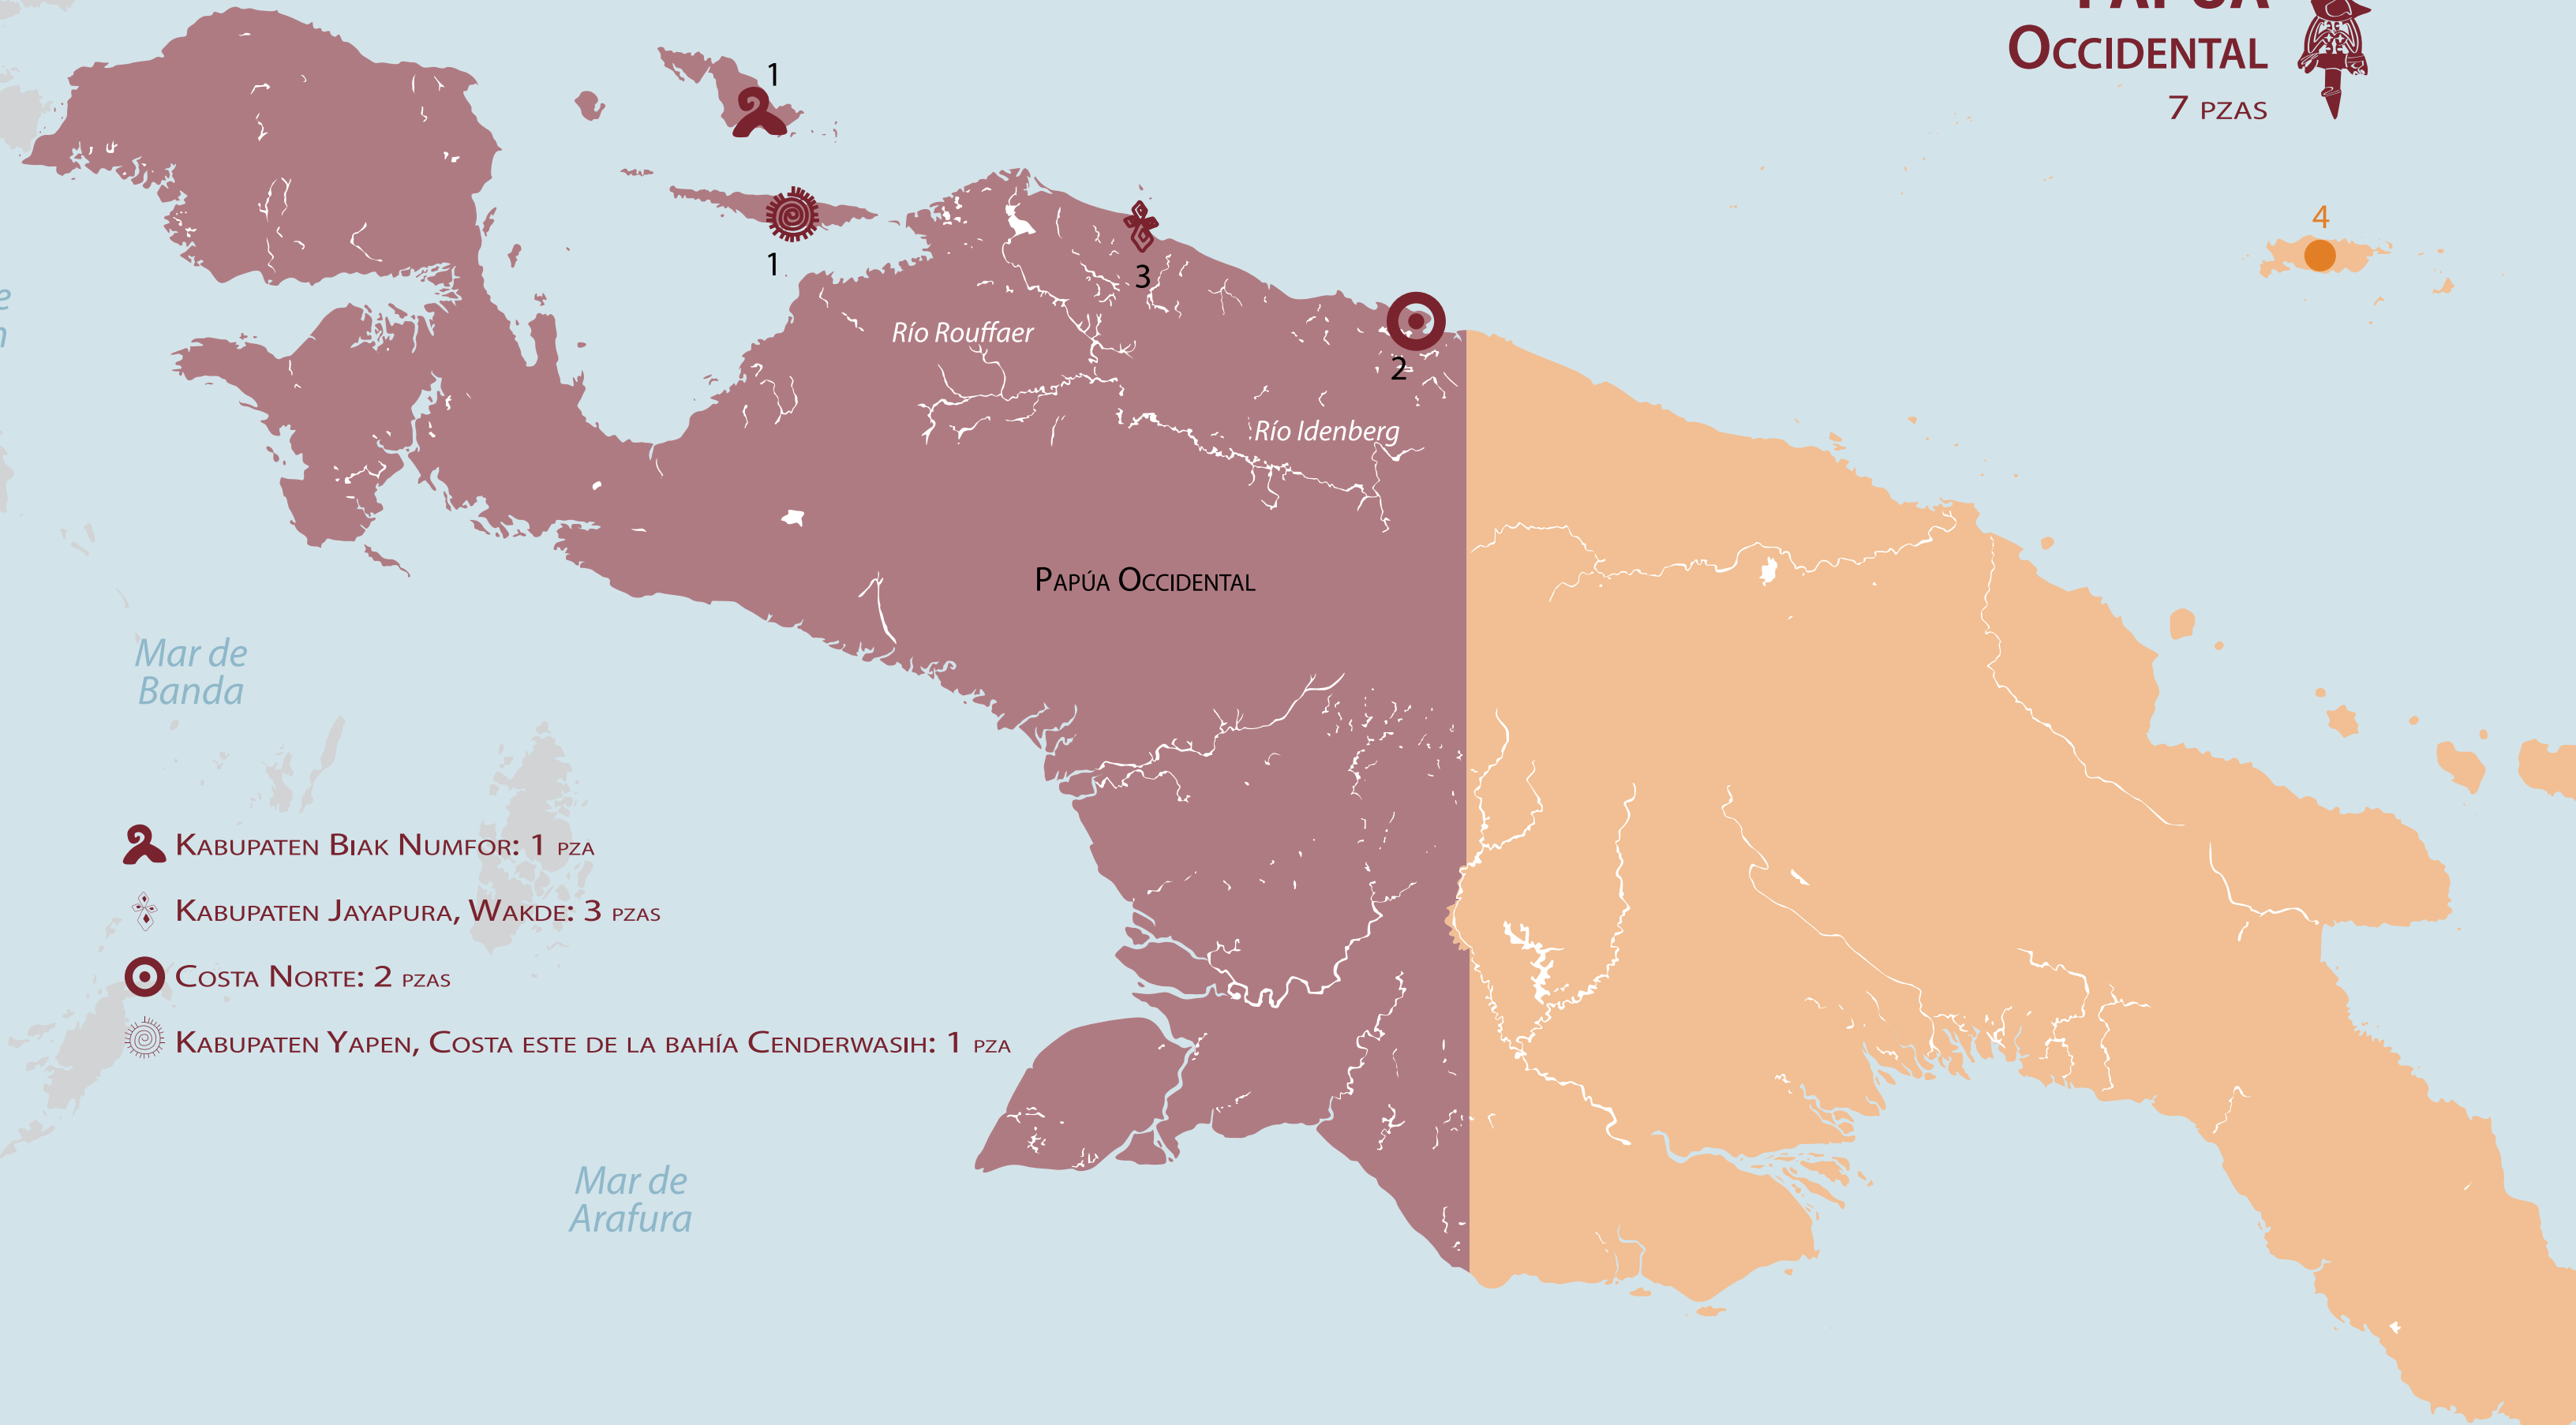 PAPÚA
OCCIDENTAL
7 PZAS
1
4
1
3
Río Rouffaer
2
Río Idenberg
PAPÚA OCCIDENTAL
Mar de
Banda
KABUPATEN BIAK NUMFOR: 1 PZA
KABUPATEN JAYAPURA, WAKDE: 3 PZAS
COSTA NORTE: 2 PZAS
KABUPATEN YAPEN, COSTA ESTE DE LA BAHÍA CENDERWASIH: 1 PZA
Mar de
Arafura